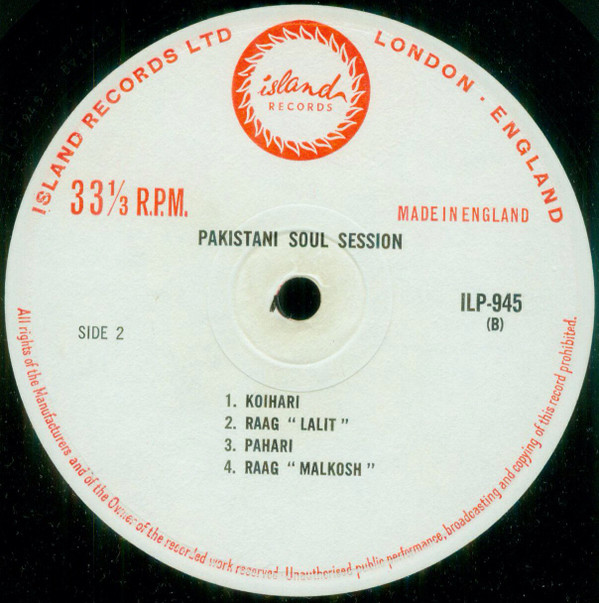 ISLAND RECORDS LTD LONDON · ENGLAND
island
RECORDS
33 1/3 R.P.M.
MADE IN ENGLAND
PAKISTANI SOUL SESSION
ILP-945
(B)
SIDE 2
1. KOIHARI
2. RAAG “ LALIT ”
3. PAHARI
4. RAAG “ MALKOSH ”
All rights of the Manufacturers and of the Owner of the recorded work reserved. Unauthorised public performance, broadcasting and copying of this record prohibited.